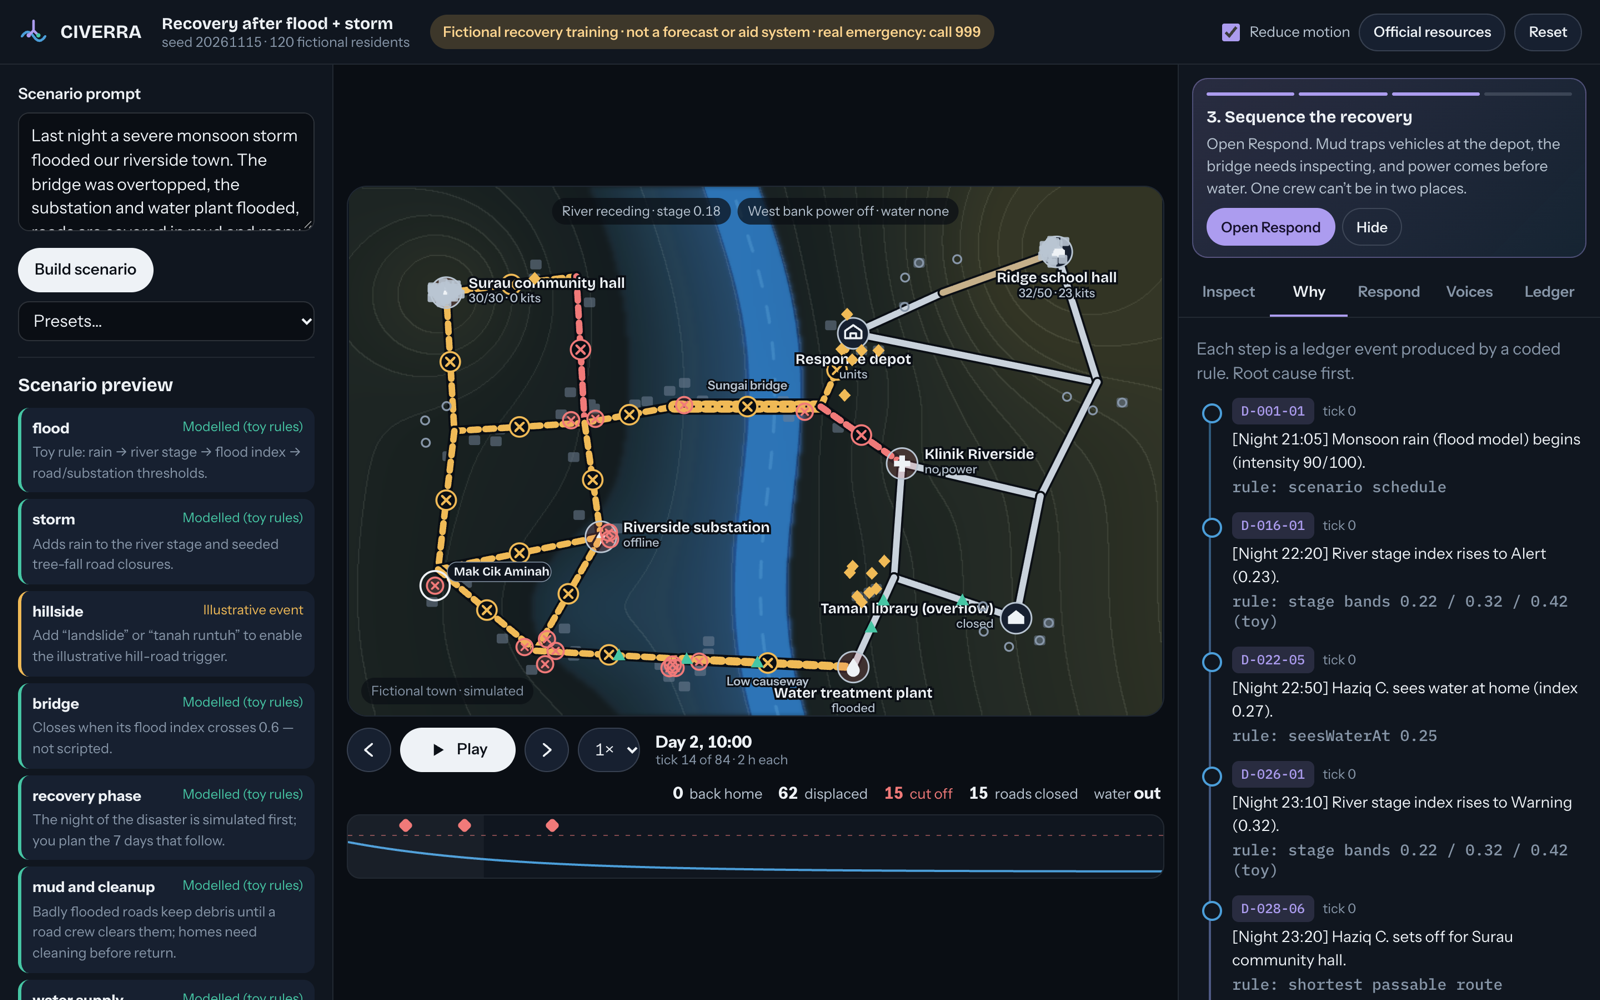 CIVERRA
Recovery after flood + storm
seed 20261115 · 120 fictional residents
Fictional recovery training · not a forecast or aid system · real emergency: call 999
Reduce motion
Official resources
Reset
Scenario prompt
Last night a severe monsoon storm
flooded our riverside town. The
bridge was overtopped, the
substation and water plant flooded,
Build scenario
Presets...
Scenario preview
flood
Modelled (toy rules)
Toy rule: rain → river stage → flood index →
road/substation thresholds.
storm
Modelled (toy rules)
Adds rain to the river stage and seeded
tree-fall road closures.
hillside
Illustrative event
Add “landslide” or “tanah runtuh” to enable
the illustrative hill-road trigger.
bridge
Modelled (toy rules)
Closes when its flood index crosses 0.6 —
not scripted.
recovery phase
Modelled (toy rules)
The night of the disaster is simulated first;
you plan the 7 days that follow.
mud and cleanup
Modelled (toy rules)
Badly flooded roads keep debris until a
road crew clears them; homes need
cleaning before return.
water supply
Modelled (toy rules)
River receding · stage 0.18
West bank power off · water none
Surau community hall
30/30 · 0 kits
Ridge school hall
32/50 · 23 kits
Response depot
units
Sungai bridge
Klinik Riverside
no power
Riverside substation
offline
Mak Cik Aminah
Taman library (overflow)
closed
Low causeway
Water treatment plant
flooded
Fictional town · simulated
Play
1×
Day 2, 10:00
tick 14 of 84 · 2 h each
0 back home 62 displaced 15 cut off 15 roads closed water out
3. Sequence the recovery
Open Respond. Mud traps vehicles at the depot, the
bridge needs inspecting, and power comes before
water. One crew can’t be in two places.
Open Respond
Hide
Inspect
Why
Respond
Voices
Ledger
Each step is a ledger event produced by a coded
rule. Root cause first.
D-001-01 tick 0
[Night 21:05] Monsoon rain (flood model) begins
(intensity 90/100).
rule: scenario schedule
D-016-01 tick 0
[Night 22:20] River stage index rises to Alert
(0.23).
rule: stage bands 0.22 / 0.32 / 0.42
(toy)
D-022-05 tick 0
[Night 22:50] Haziq C. sees water at home (index
0.27).
rule: seesWaterAt 0.25
D-026-01 tick 0
[Night 23:10] River stage index rises to Warning
(0.32).
rule: stage bands 0.22 / 0.32 / 0.42
(toy)
D-028-06 tick 0
[Night 23:20] Haziq C. sets off for Surau
community hall.
rule: shortest passable route